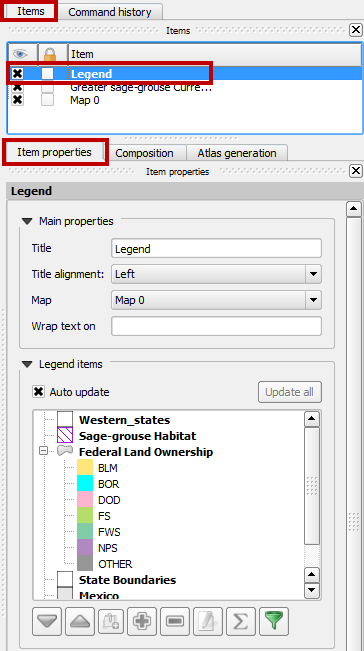 Items Command history
Items
Item
Legend
Greater sage-grouse Curre...
Map 0
Item properties Composition Atlas generation
Item properties
Legend
Main properties
Title Legend
Title alignment: Left
Map Map 0
Wrap text on
Legend items
Auto update Update all
Western_states
Sage-grouse Habitat
Federal Land Ownership
BLM
BOR
DOD
FS
FWS
NPS
OTHER
State Boundaries
Mexico